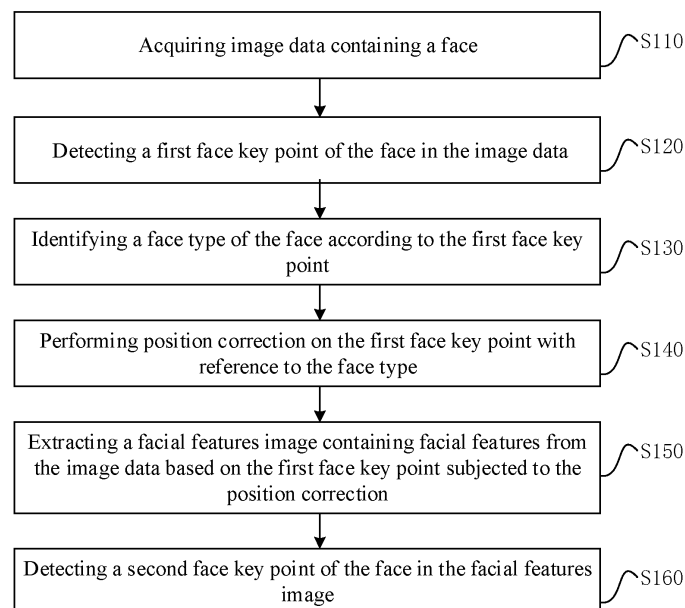 Acquiring image data containing a face
S110
Detecting a first face key point of the face in the image data
S120
Identifying a face type of the face according to the first face key
point
S130
Performing position correction on the first face key point with
reference to the face type
S140
Extracting a facial features image containing facial features from
the image data based on the first face key point subjected to the
position correction
S150
Detecting a second face key point of the face in the facial features
image
S160